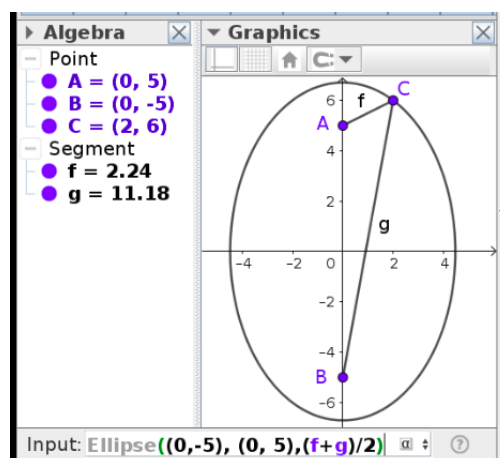 Algebra
Point
A = (0, 5)
B = (0, -5)
C = (2, 6)
Segment
f = 2.24
g = 11.18
Graphics
C
6
f
A
4
2
g
-4 -2 0 2 4
-2
-4
B
-6
Input: Ellipse((0,-5), (0, 5),(f+g)/2) α ?